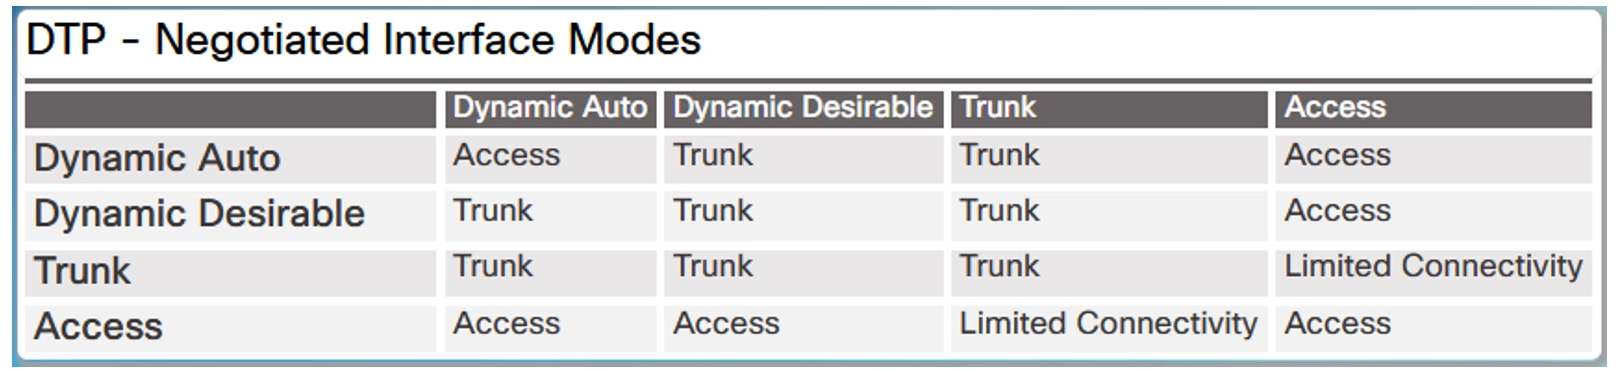 DTP - Negotiated Interface Modes
Dynamic Auto Dynamic Desirable Trunk Access
Dynamic Auto Access Trunk Trunk Access
Dynamic Desirable Trunk Trunk Trunk Access
Trunk Trunk Trunk Trunk Limited Connectivity
Access Access Access Limited Connectivity Access